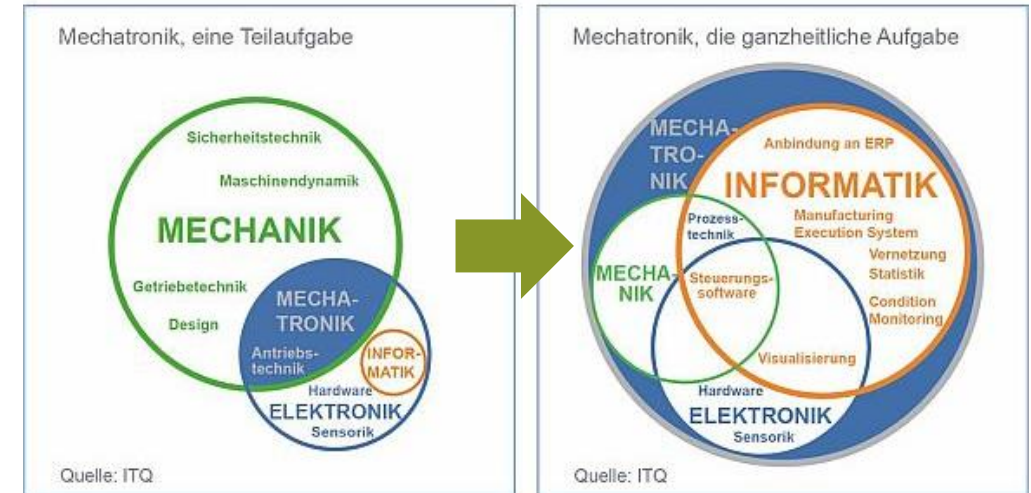 Mechatronik, eine Teilaufgabe
Sicherheitstechnik
Maschinendynamik
MECHANIK
Getriebetechnik
Design
MECHA-
TRONIK
Antriebs-
technik
INFOR-
MATIK
Hardware
ELEKTRONIK
Sensorik
Quelle: ITQ
Mechatronik, die ganzheitliche Aufgabe
MECHA-
TRO-
NIK
Anbindung an ERP
INFORMATIK
Prozess-
technik
Manufacturing
Execution System
Vernetzung
Statistik
MECHA-
NIK
Steuerungs-
software
Condition
Monitoring
Visualisierung
Hardware
ELEKTRONIK
Sensorik
Quelle: ITQ